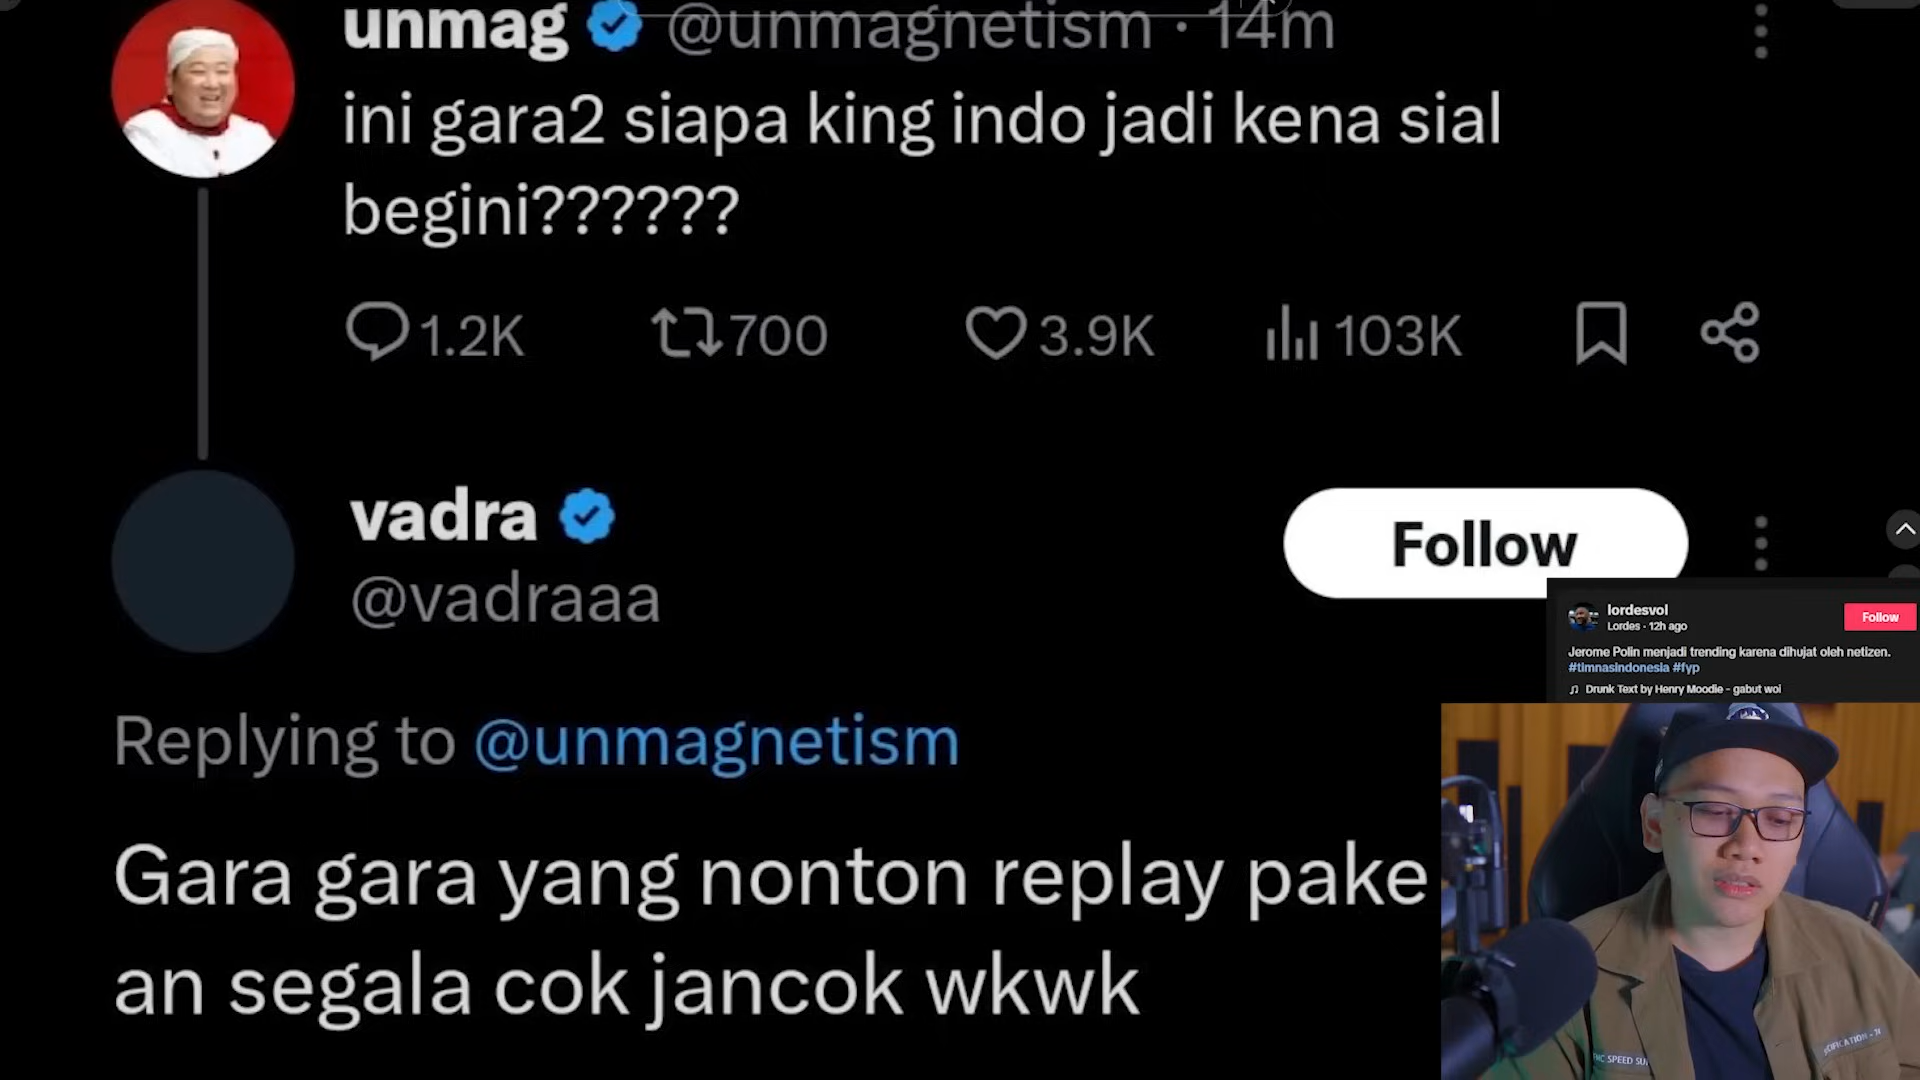 unmag @unmagnetism · 14m
ini gara2 siapa king indo jadi kena sial
begini??????
1.2K 700 3.9K 103K
vadra
@vadraaa
Follow
Replying to @unmagnetism
Gara gara yang nonton replay pake
an segala cok jancok wkwk
lordesvol
Lordes · 12h ago
Follow
Jerome Polin menjadi trending karena dihujat oleh netizen.
#timnasindonesia #fyp
Drunk Text by Henry Moodie - gabut woi
SPEED